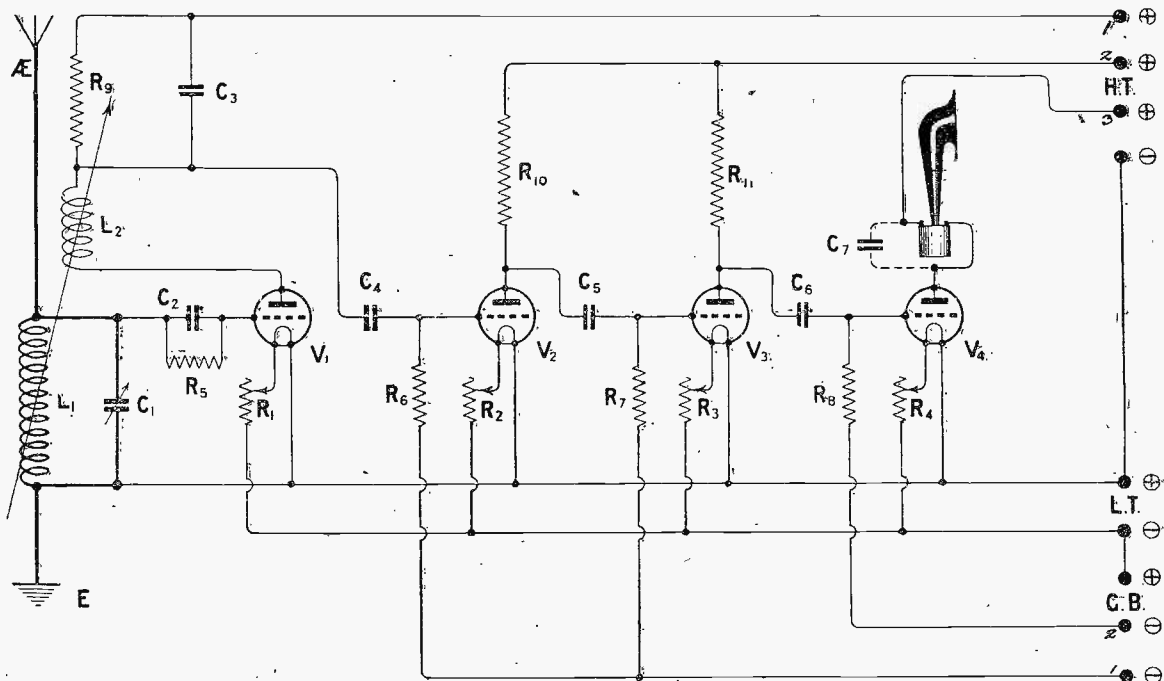 1 ⊕
Æ
2 ⊕
R9
C3
H.T.
3 ⊕
⊖
R10
R11
L2
C7
C4
C5
C6
C2
V1
V2
V3
V4
R5
L1
C1
R1
R6
R2
R7
R3
R8
R4
⊕
L.T.
⊖
⊕
E
G.B.
2 ⊖
1 ⊖